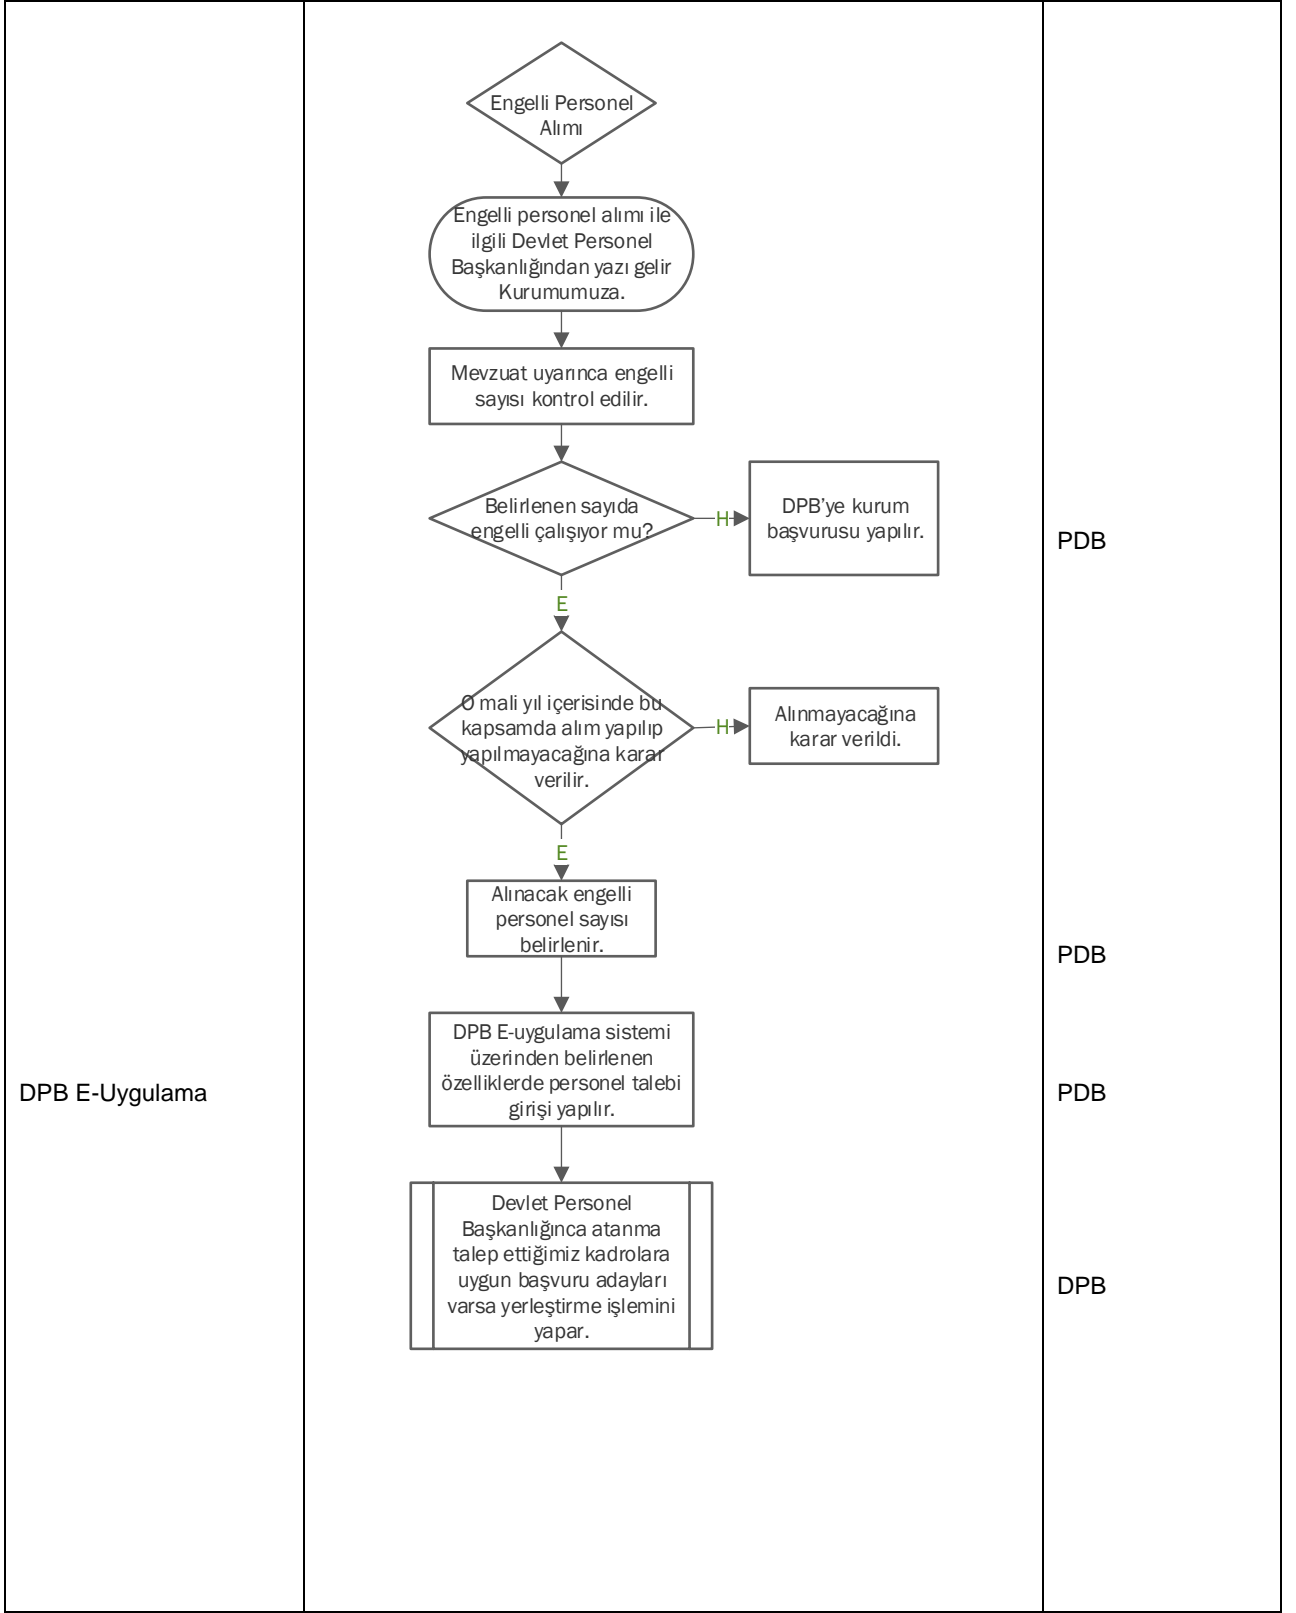 Engelli Personel
Alımı
Engelli personel alımı ile
ilgili Devlet Personel
Başkanlığından yazı gelir
Kurumumuza.
Mevzuat uyarınca engelli
sayısı kontrol edilir.
Belirlenen sayıda
engelli çalışıyor mu?
H
DPB’ye kurum
başvurusu yapılır.
PDB
E
O mali yıl içerisinde bu
kapsamda alım yapılıp
yapılmayacağına karar
verilir.
H
Alınmayacağına
karar verildi.
E
Alınacak engelli
personel sayısı
belirlenir.
PDB
DPB E-Uygulama
DPB E-uygulama sistemi
üzerinden belirlenen
özelliklerde personel talebi
girişi yapılır.
PDB
Devlet Personel
Başkanlığınca atanma
talep ettiğimiz kadrolara
uygun başvuru adayları
varsa yerleştirme işlemini
yapar.
DPB